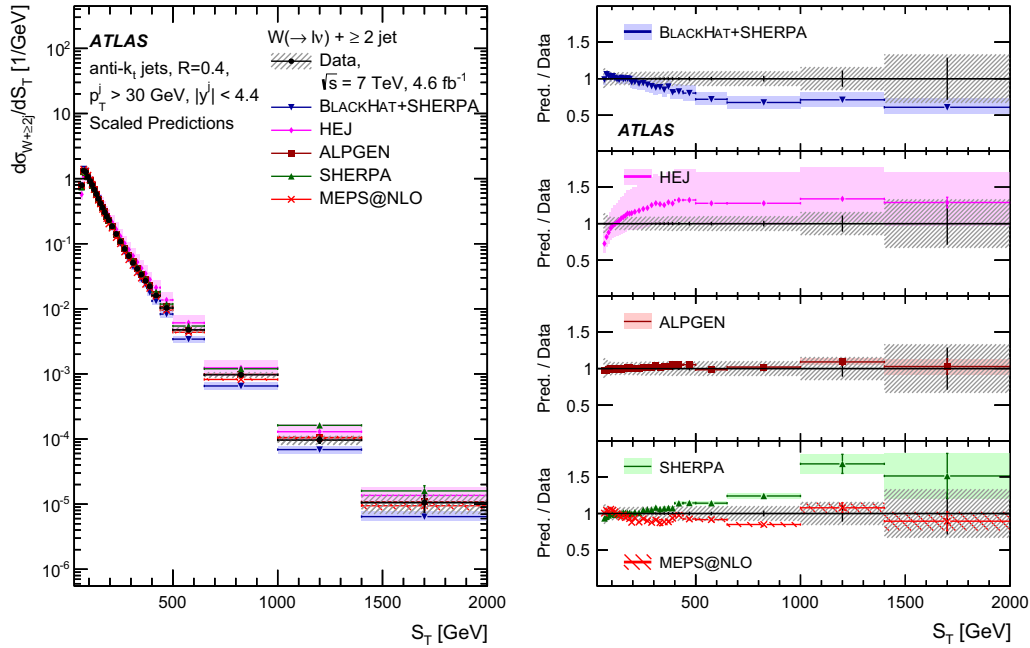 dσ_W+≥2j/dS_T [1/GeV]
10²
10
1
10⁻¹
10⁻²
10⁻³
10⁻⁴
10⁻⁵
10⁻⁶
ATLAS
anti-k_t jets, R=0.4,
p_T^j > 30 GeV, |y^j| < 4.4
Scaled Predictions
W(→ lν) + ≥ 2 jet
Data,
√s = 7 TeV, 4.6 fb⁻¹
BLACKHAT+SHERPA
HEJ
ALPGEN
SHERPA
MEPS@NLO
500 1000 1500 2000
S_T [GeV]
Pred. / Data
1.5
1
0.5
BLACKHAT+SHERPA
ATLAS
Pred. / Data
1.5
1
0.5
HEJ
Pred. / Data
1.5
1
0.5
ALPGEN
Pred. / Data
1.5
1
0.5
SHERPA
MEPS@NLO
500 1000 1500 2000
S_T [GeV]